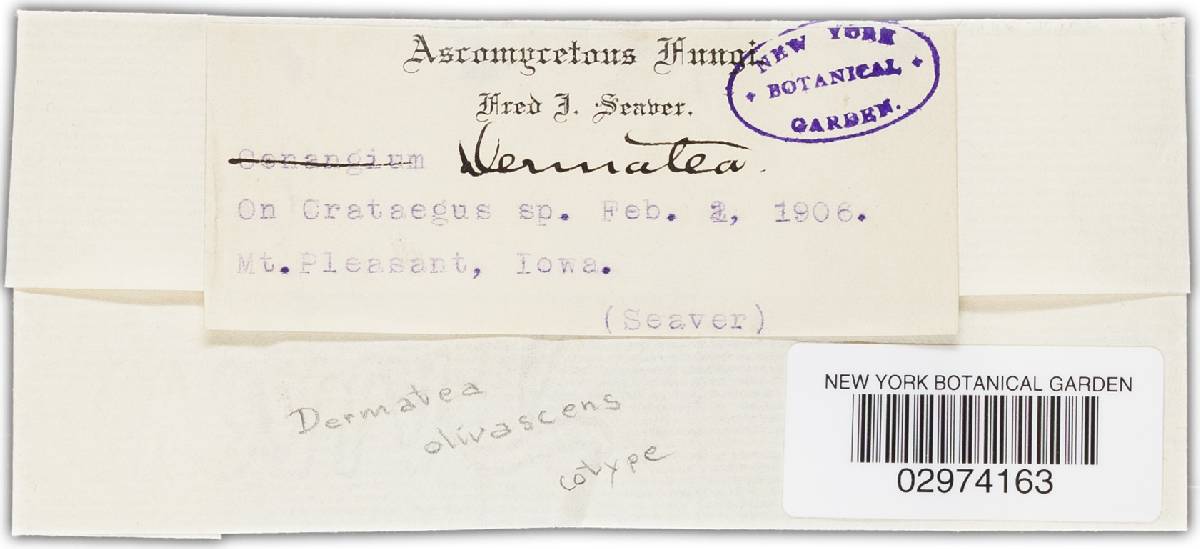 Ascomycetous Fungi
Fred J. Seaver.
NEW YORK
BOTANICAL
GARDEN.
Cenangium Dermatea.
On Crataegus sp. Feb. 2, 1906.
Mt.Pleasant, Iowa.
(Seaver)
Dermatea
olivascens
cotype
NEW YORK BOTANICAL GARDEN
02974163